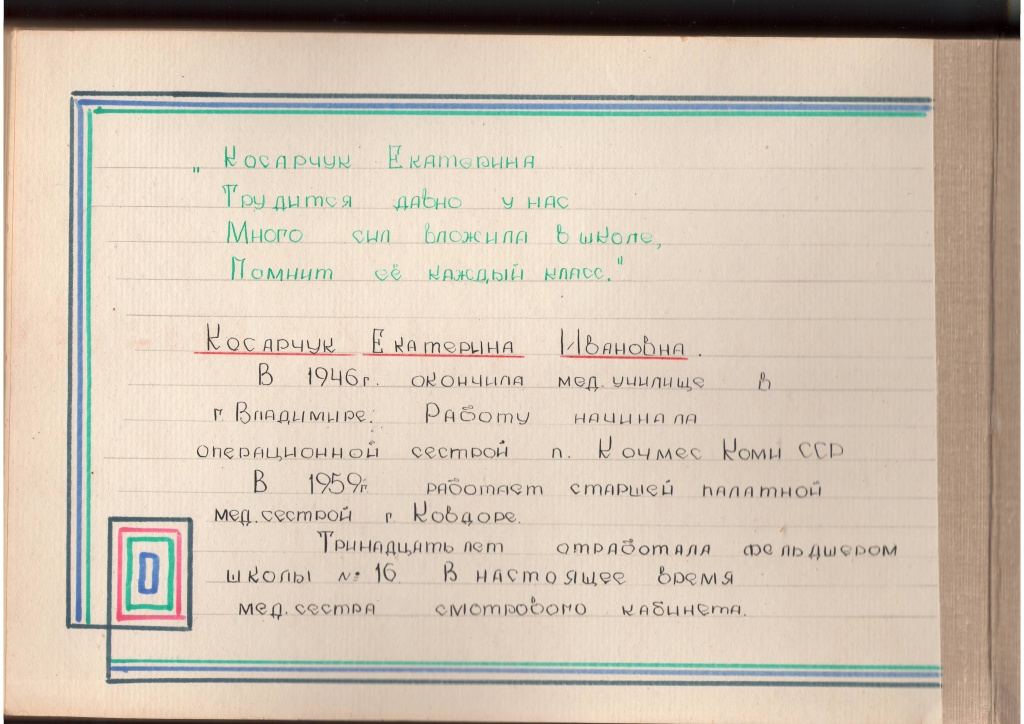 „ Косарчук Екатерина
Трудится давно у нас
Много сил вложила в школе,
Помнит её каждый класс."
Косарчук Екатерина Ивановна.
В 1946г. окончила мед. училище в
г. Владимире. Работу начинала
операционной сестрой п. Кочмес Коми ССР
В 1959г. работает старшей палатной
мед. сестрой г Ковдоре.
Тринадцать лет отработала фельдшером
школы № 16 В настоящее время
мед. сестра смотрового кабинета.